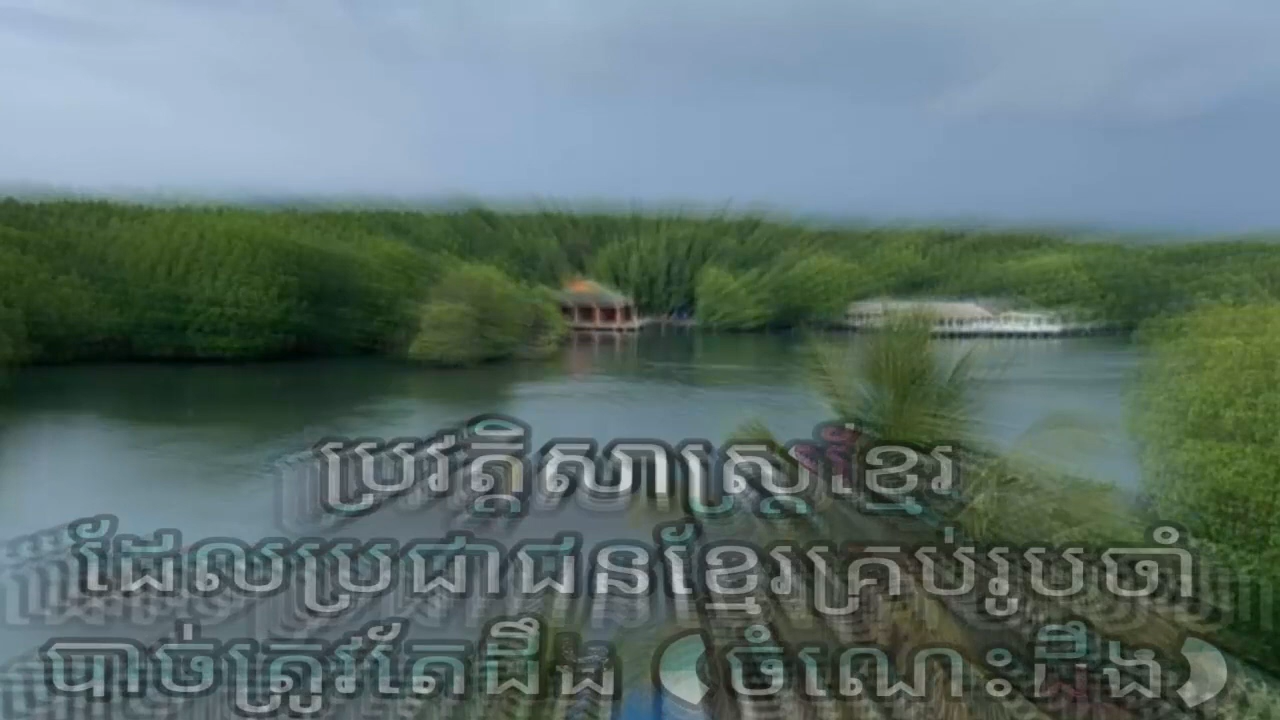 ប្រវត្តិសាស្ត្រខ្មែរ
ដែលប្រជាជនខ្មែរគ្រប់រូបចាំ
បាច់ត្រូវតែដឹង (ចំណេះដឹង)